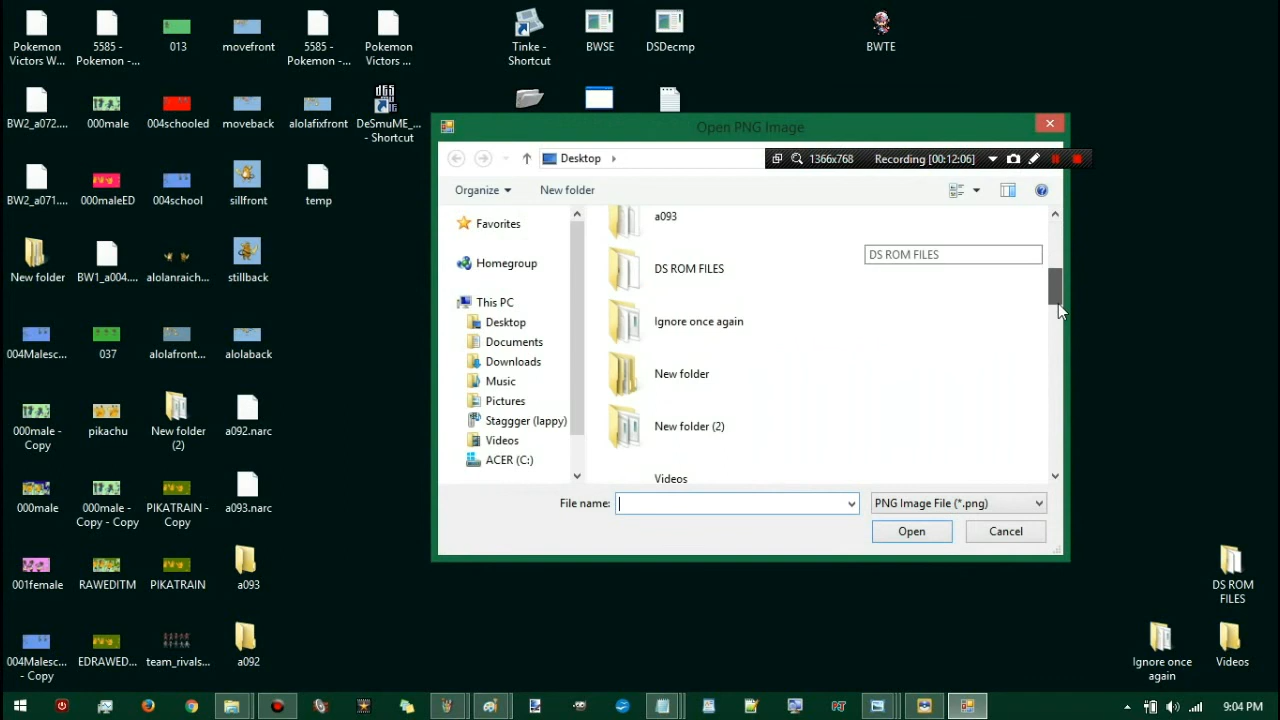 Pokemon
Victors W...
5585 -
Pokemon -...
013
movefront
5585 -
Pokemon -...
Pokemon
Victors ...
Tinke -
Shortcut
BWSE
DSDecmp
BWTE
BW2_a072....
000male
004schooled
moveback
alolafixfront
DeSmuME_...
- Shortcut
BW2_a071....
000maleED
004school
sillfront
temp
New folder
BW1_a004....
alolanraich...
stillback
004Malesc...
037
alolafront...
alolaback
000male -
Copy
pikachu
New folder
(2)
a092.narc
000male
000male -
Copy - Copy
PIKATRAIN -
Copy
a093.narc
001female
RAWEDITM
PIKATRAIN
a093
004Malesc...
- Copy
EDRAWED...
team_rivals...
a092
Open PNG Image
Desktop
1366x768
Recording [00:12:06]
Organize
New folder
Favorites
Homegroup
This PC
Desktop
Documents
Downloads
Music
Pictures
Staggger (lappy)
Videos
ACER (C:)
a093
DS ROM FILES
DS ROM FILES
Ignore once again
New folder
New folder (2)
Videos
File name:
PNG Image File (*.png)
Open
Cancel
DS ROM
FILES
Ignore once
again
Videos
9:04 PM